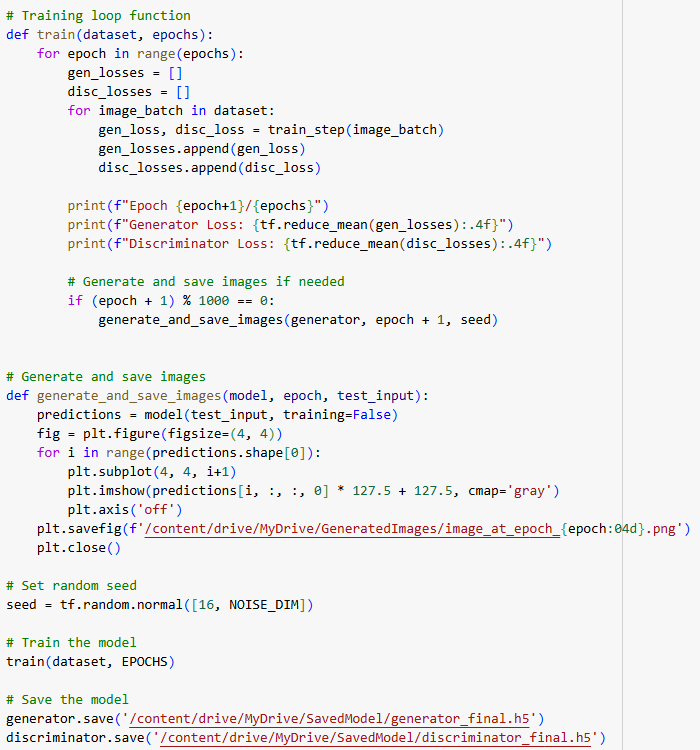 # Training loop function
def train(dataset, epochs):
    for epoch in range(epochs):
        gen_losses = []
        disc_losses = []
        for image_batch in dataset:
            gen_loss, disc_loss = train_step(image_batch)
            gen_losses.append(gen_loss)
            disc_losses.append(disc_loss)

        print(f"Epoch {epoch+1}/{epochs}")
        print(f"Generator Loss: {tf.reduce_mean(gen_losses):.4f}")
        print(f"Discriminator Loss: {tf.reduce_mean(disc_losses):.4f}")

        # Generate and save images if needed
        if (epoch + 1) % 1000 == 0:
            generate_and_save_images(generator, epoch + 1, seed)


# Generate and save images
def generate_and_save_images(model, epoch, test_input):
    predictions = model(test_input, training=False)
    fig = plt.figure(figsize=(4, 4))
    for i in range(predictions.shape[0]):
        plt.subplot(4, 4, i+1)
        plt.imshow(predictions[i, :, :, 0] * 127.5 + 127.5, cmap='gray')
        plt.axis('off')
    plt.savefig(f'/content/drive/MyDrive/GeneratedImages/image_at_epoch_{epoch:04d}.png')
    plt.close()

# Set random seed
seed = tf.random.normal([16, NOISE_DIM])

# Train the model
train(dataset, EPOCHS)

# Save the model
generator.save('/content/drive/MyDrive/SavedModel/generator_final.h5')
discriminator.save('/content/drive/MyDrive/SavedModel/discriminator_final.h5')